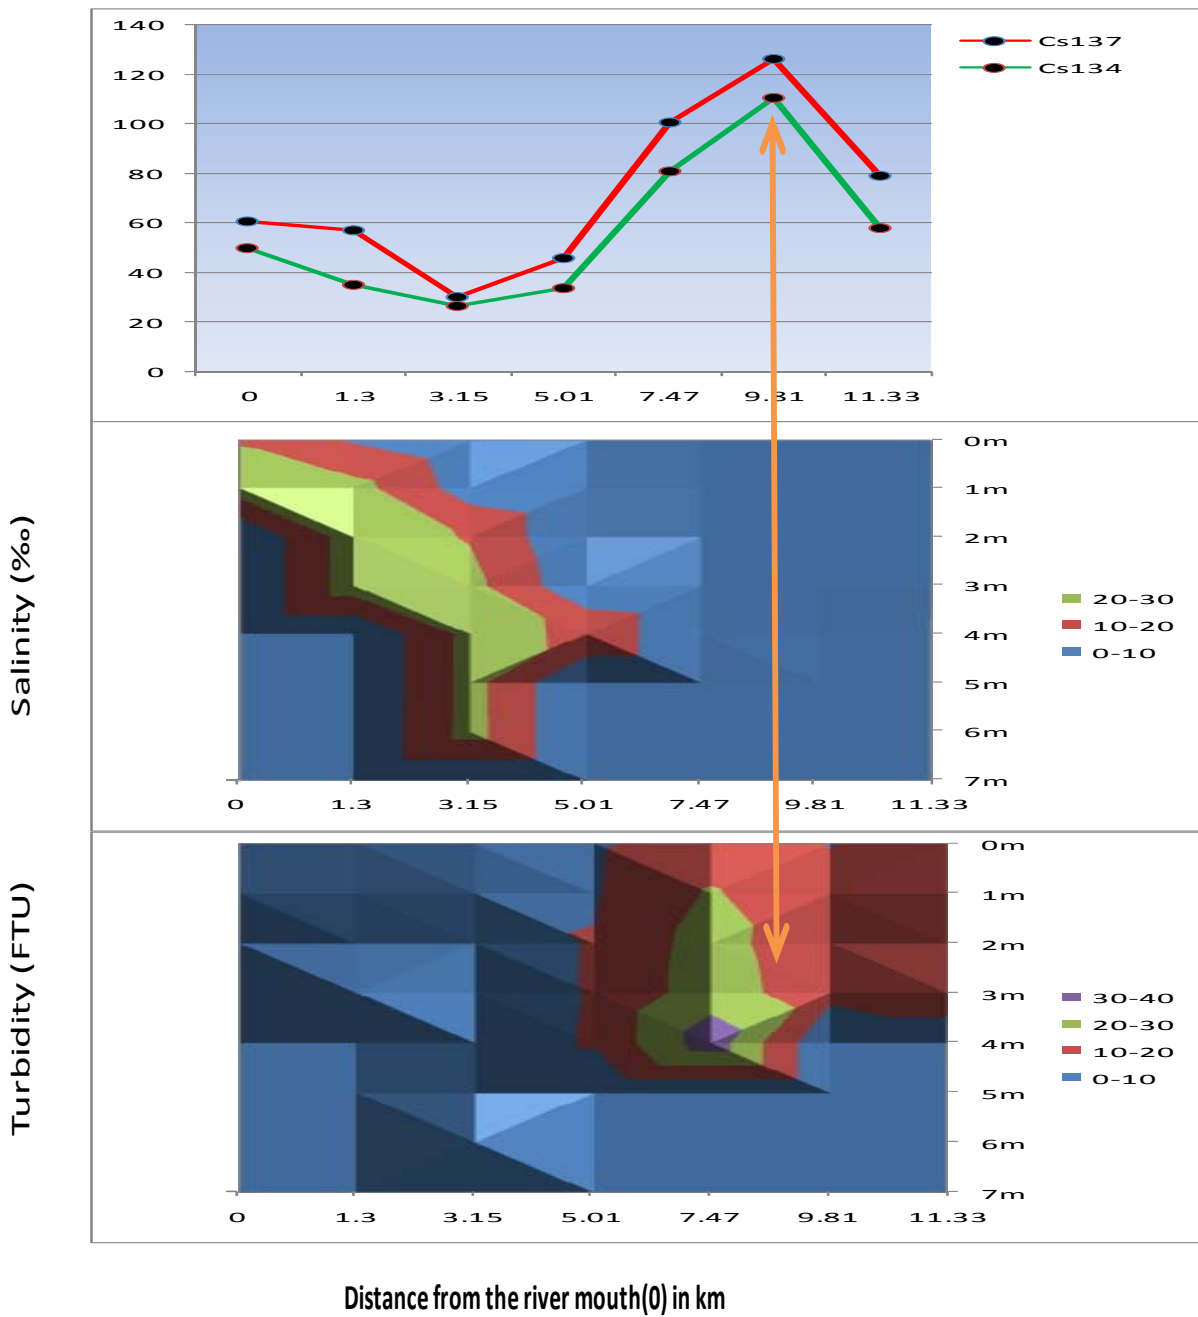 140
120
100
80
60
40
20
0
0 1.3 3.15 5.01 7.47 9.81 11.33
Cs137
Cs134
Salinity (‰)
0m
1m
2m
3m
4m
5m
6m
7m
0 1.3 3.15 5.01 7.47 9.81 11.33
20-30
10-20
0-10
Turbidity (FTU)
0m
1m
2m
3m
4m
5m
6m
7m
0 1.3 3.15 5.01 7.47 9.81 11.33
30-40
20-30
10-20
0-10
Distance from the river mouth(0) in km